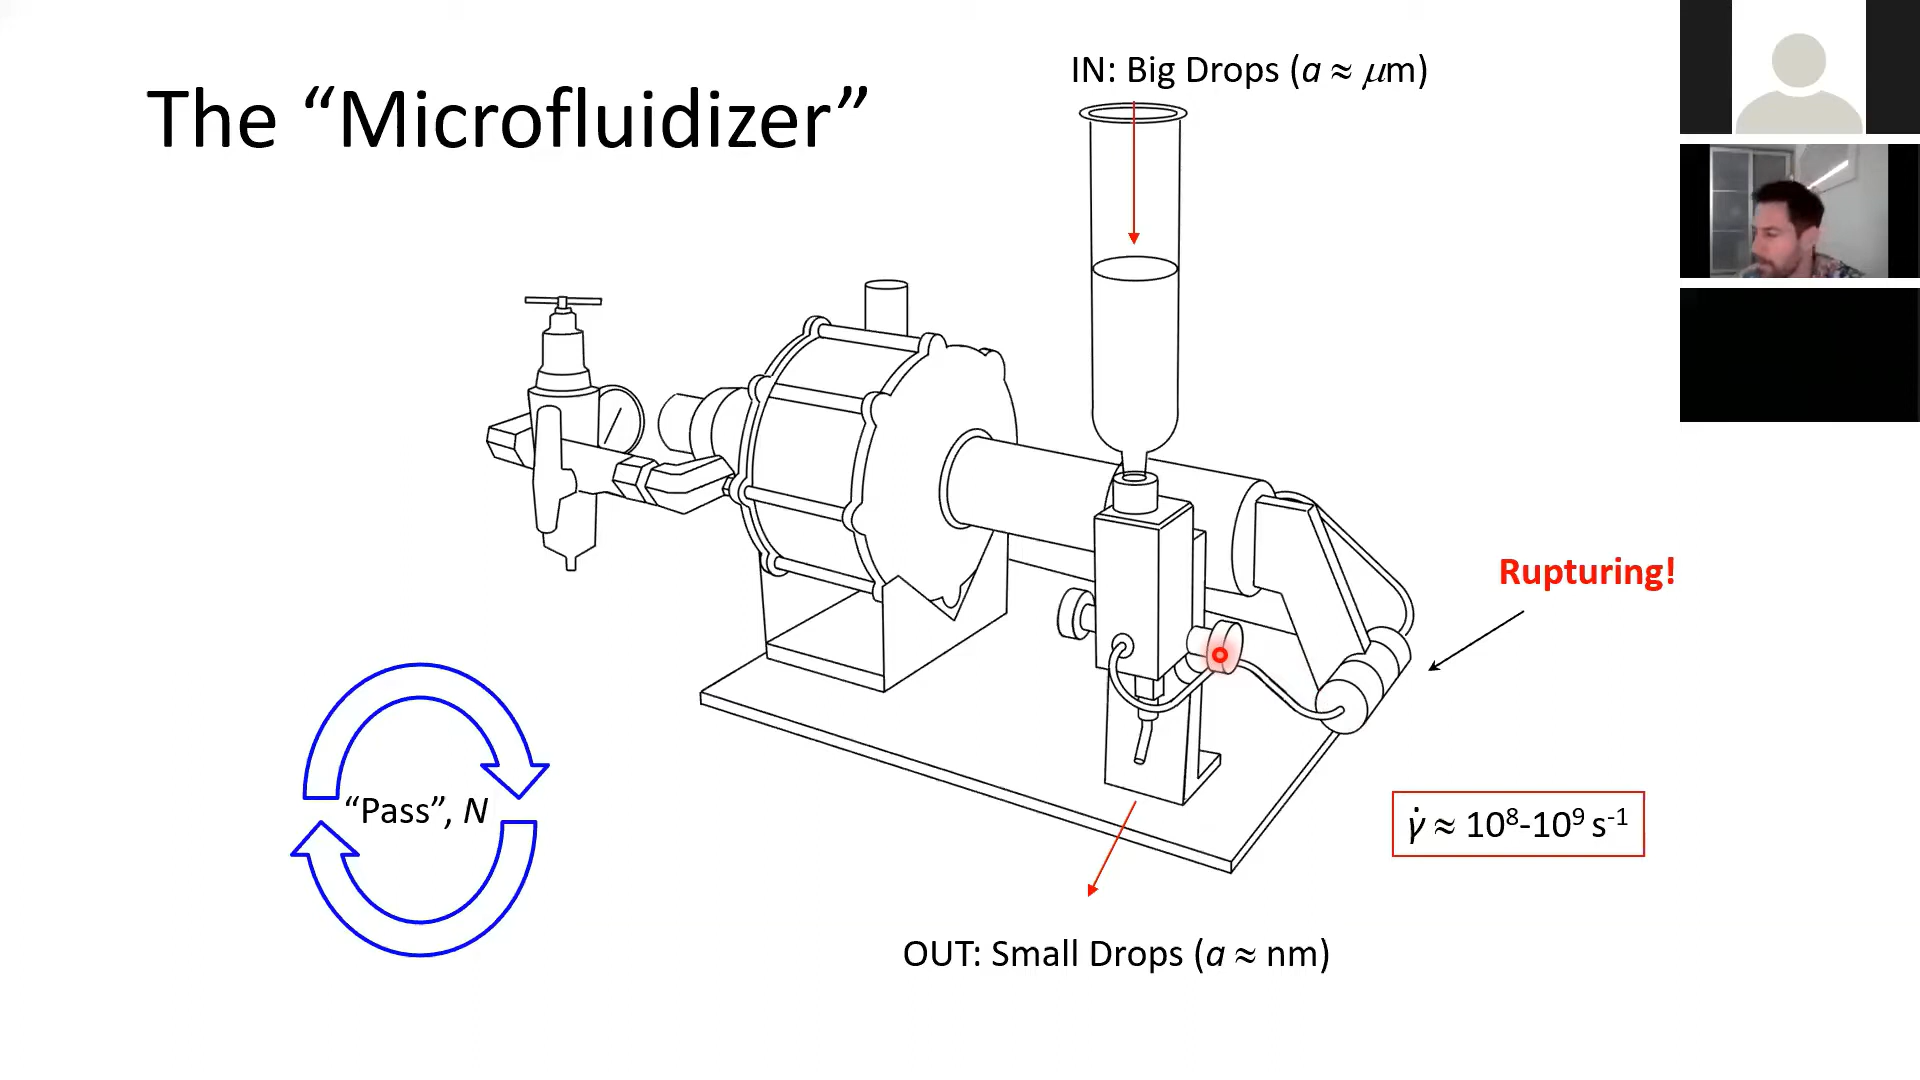 The “Microfluidizer”
IN: Big Drops (a ≈ μm)
Rupturing!
“Pass”, N
γ̇ ≈ 10⁸-10⁹ s⁻¹
OUT: Small Drops (a ≈ nm)